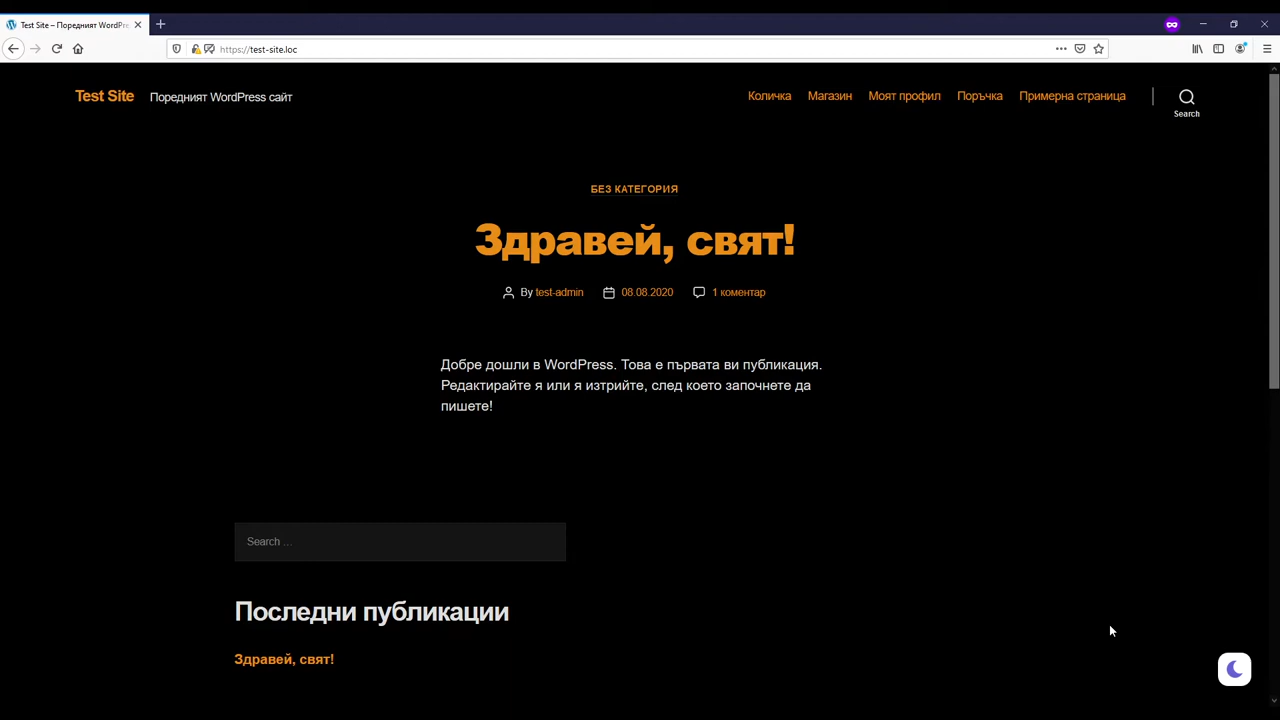 Test Site – Поредният WordPre
https://test-site.loc
Test Site Поредният WordPress сайт
Количка Магазин Моят профил Поръчка Примерна страница
Search
БЕЗ КАТЕГОРИЯ
Здравей, свят!
By test-admin 08.08.2020 1 коментар
Добре дошли в WordPress. Това е първата ви публикация.
Редактирайте я или я изтрийте, след което започнете да
пишете!
Search …
Последни публикации
Здравей, свят!